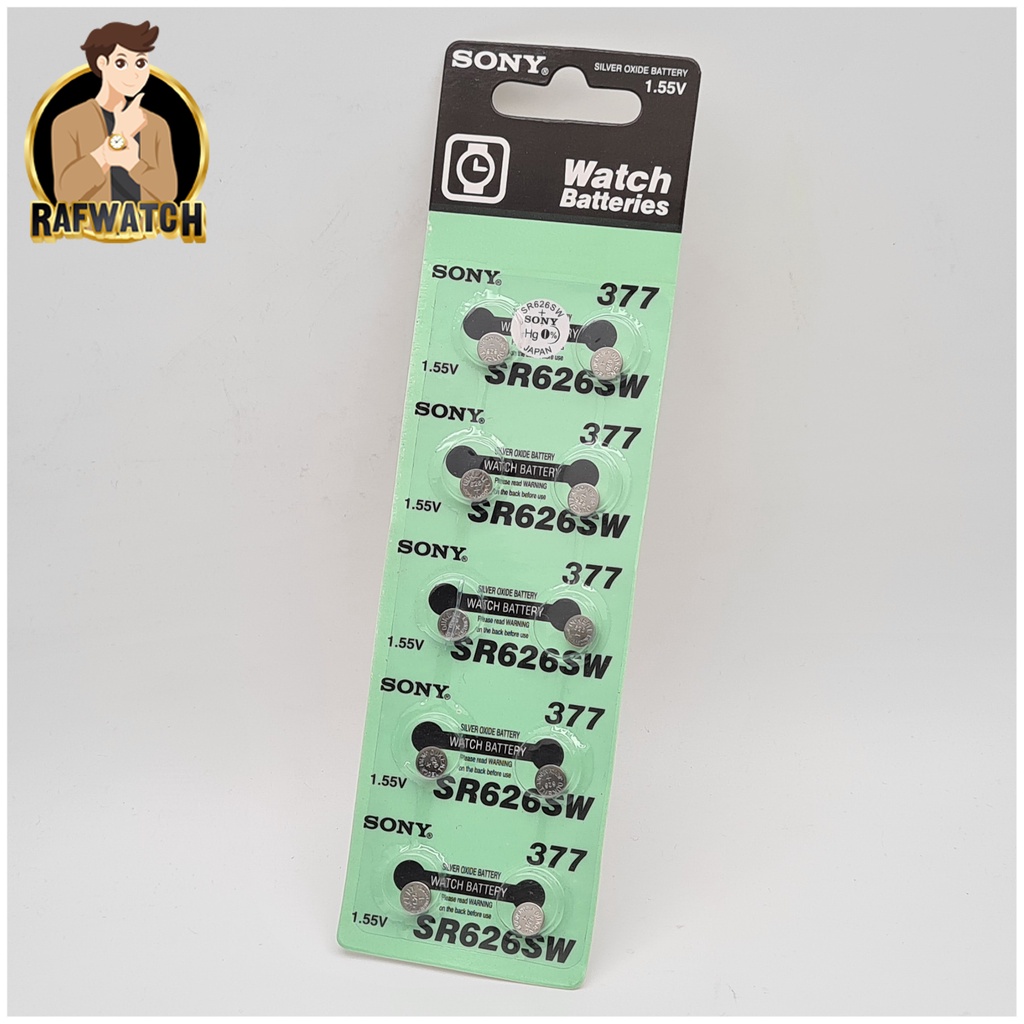 RAFWATCH
SONY®
SILVER OXIDE BATTERY
1.55V
Watch
Batteries
SONY®
377
SR626SW
+
SONY
Hg 0%
JAPAN
1.55V
SR626SW
SONY®
377
SILVER OXIDE BATTERY
WATCH BATTERY
Please read WARNING
on the back before use
1.55V
SR626SW
SONY®
377
SILVER OXIDE BATTERY
WATCH BATTERY
Please read WARNING
on the back before use
1.55V
SR626SW
SONY®
377
SILVER OXIDE BATTERY
WATCH BATTERY
Please read WARNING
on the back before use
1.55V
SR626SW
SONY®
377
SILVER OXIDE BATTERY
WATCH BATTERY
Please read WARNING
on the back before use
1.55V
SR626SW